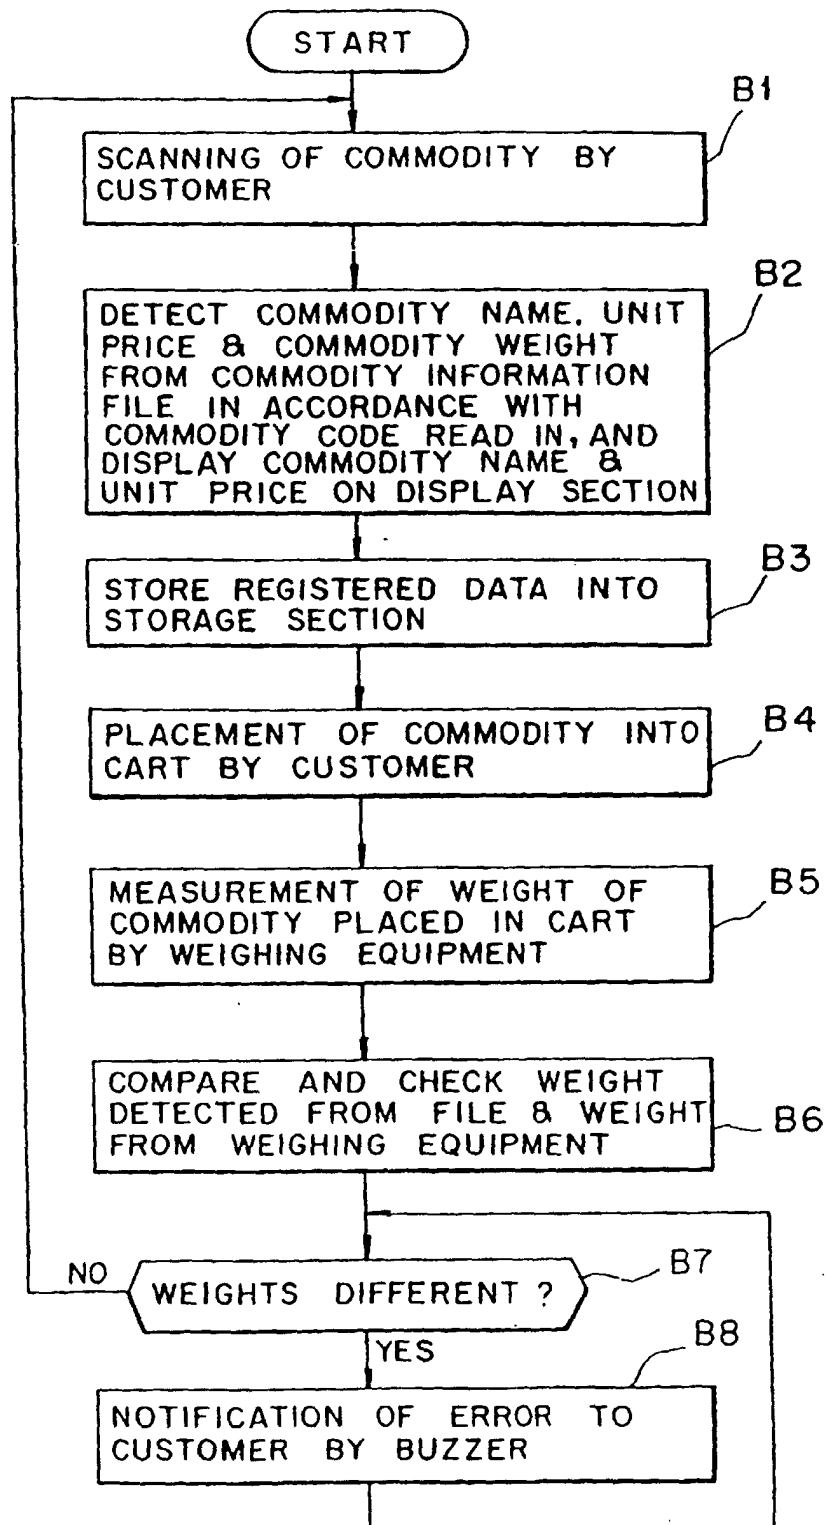 START
B1
SCANNING OF COMMODITY BY
CUSTOMER
B2
DETECT COMMODITY NAME, UNIT
PRICE & COMMODITY WEIGHT
FROM COMMODITY INFORMATION
FILE IN ACCORDANCE WITH
COMMODITY CODE READ IN, AND
DISPLAY COMMODITY NAME &
UNIT PRICE ON DISPLAY SECTION
B3
STORE REGISTERED DATA INTO
STORAGE SECTION
B4
PLACEMENT OF COMMODITY INTO
CART BY CUSTOMER
B5
MEASUREMENT OF WEIGHT OF
COMMODITY PLACED IN CART
BY WEIGHING EQUIPMENT
COMPARE AND CHECK WEIGHT
DETECTED FROM FILE & WEIGHT
FROM WEIGHING EQUIPMENT
B6
NO
WEIGHTS DIFFERENT ?
B7
YES
B8
NOTIFICATION OF ERROR TO
CUSTOMER BY BUZZER